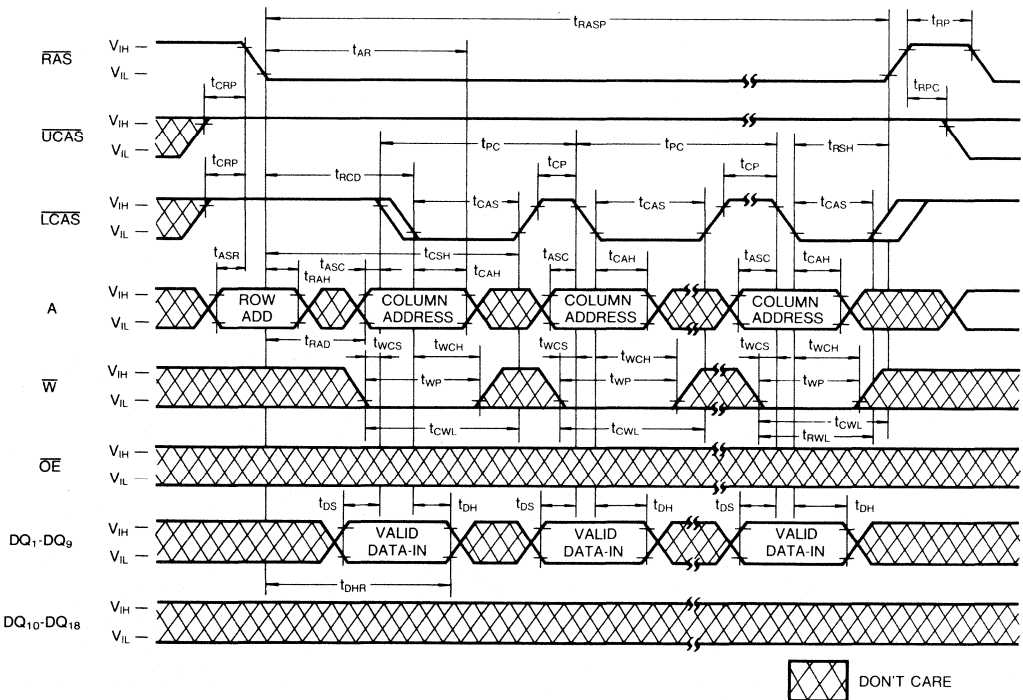 tRASP
tRP
RAS
VIH
VIL
tAR
tCRP
tRPC
UCAS
VIH
VIL
tCRP
tRCD
tPC
tCP
tPC
tCP
tRSH
LCAS
VIH
VIL
tCAS
tCAS
tCAS
tASR
tRAH
tASC
tCSH
tCAH
tASC
tCAH
tASC
tCAH
A
VIH
VIL
ROW
ADD
COLUMN
ADDRESS
COLUMN
ADDRESS
COLUMN
ADDRESS
tRAD
tWCS
tWCH
tWCS
tWCH
tWCS
tWCH
W
VIH
VIL
tWP
tWP
tWP
tCWL
tCWL
tCWL
tRWL
OE
VIH
VIL
tDS
tDH
tDS
tDH
tDS
tDH
DQ1-DQ9
VIH
VIL
VALID
DATA-IN
VALID
DATA-IN
VALID
DATA-IN
tDHR
DQ10-DQ18
VIH
VIL
DON'T CARE